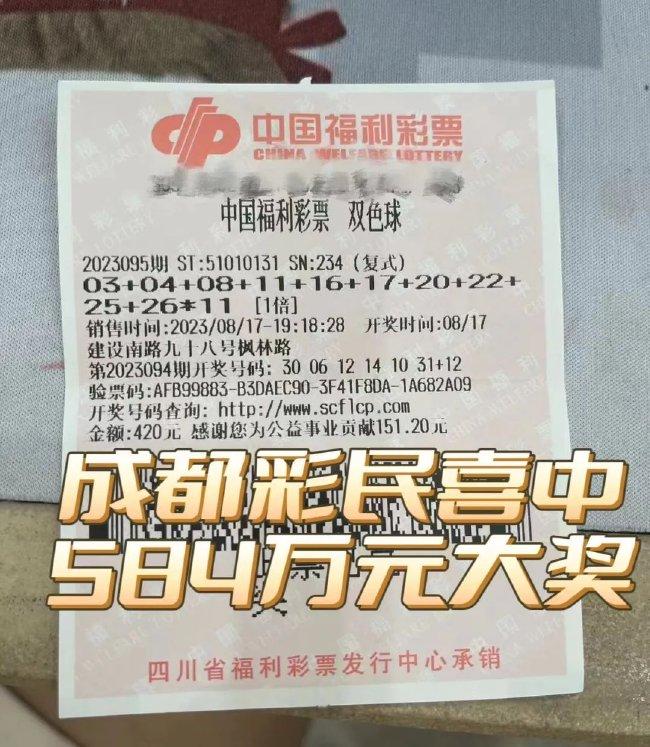 中国福利彩票
CHINA WELFARE LOTTERY
中国福利彩票 双色球
2023095期 ST:51010131 SN:234 (复式)
03+04+08+11+16+17+20+22+
25+26*11 [1倍]
销售时间:2023/08/17-19:18:28 开奖时间:08/17
建设南路九十八号枫林路
第2023094期开奖号码: 30 06 12 14 10 31+12
验票码:AFB99883-B3DAEC90-3F41F8DA-1A682A09
开奖号码查询: http://www.scflcp.com
金额:420元 感谢您为公益事业贡献151.20元
成都彩民喜中
584万元大奖
四川省福利彩票发行中心承销